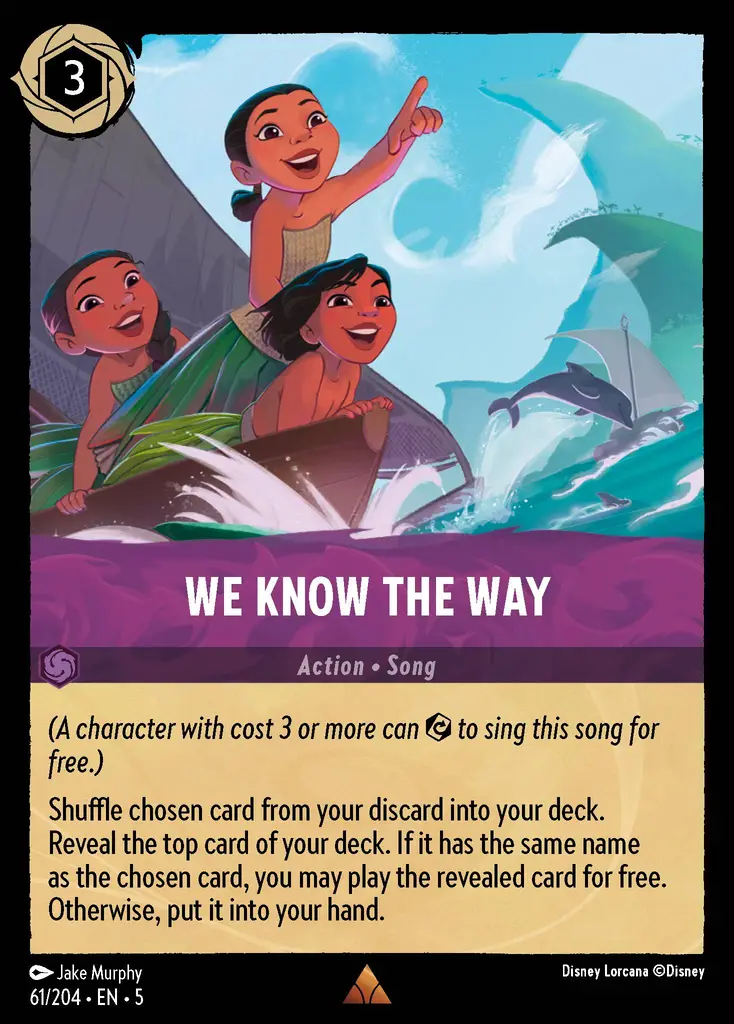 3
WE KNOW THE WAY
Action • Song
(A character with cost 3 or more can to sing this song for
free.)
Shuffle chosen card from your discard into your deck.
Reveal the top card of your deck. If it has the same name
as the chosen card, you may play the revealed card for free.
Otherwise, put it into your hand.
Jake Murphy
Disney Lorcana ©Disney
61/204 • EN • 5